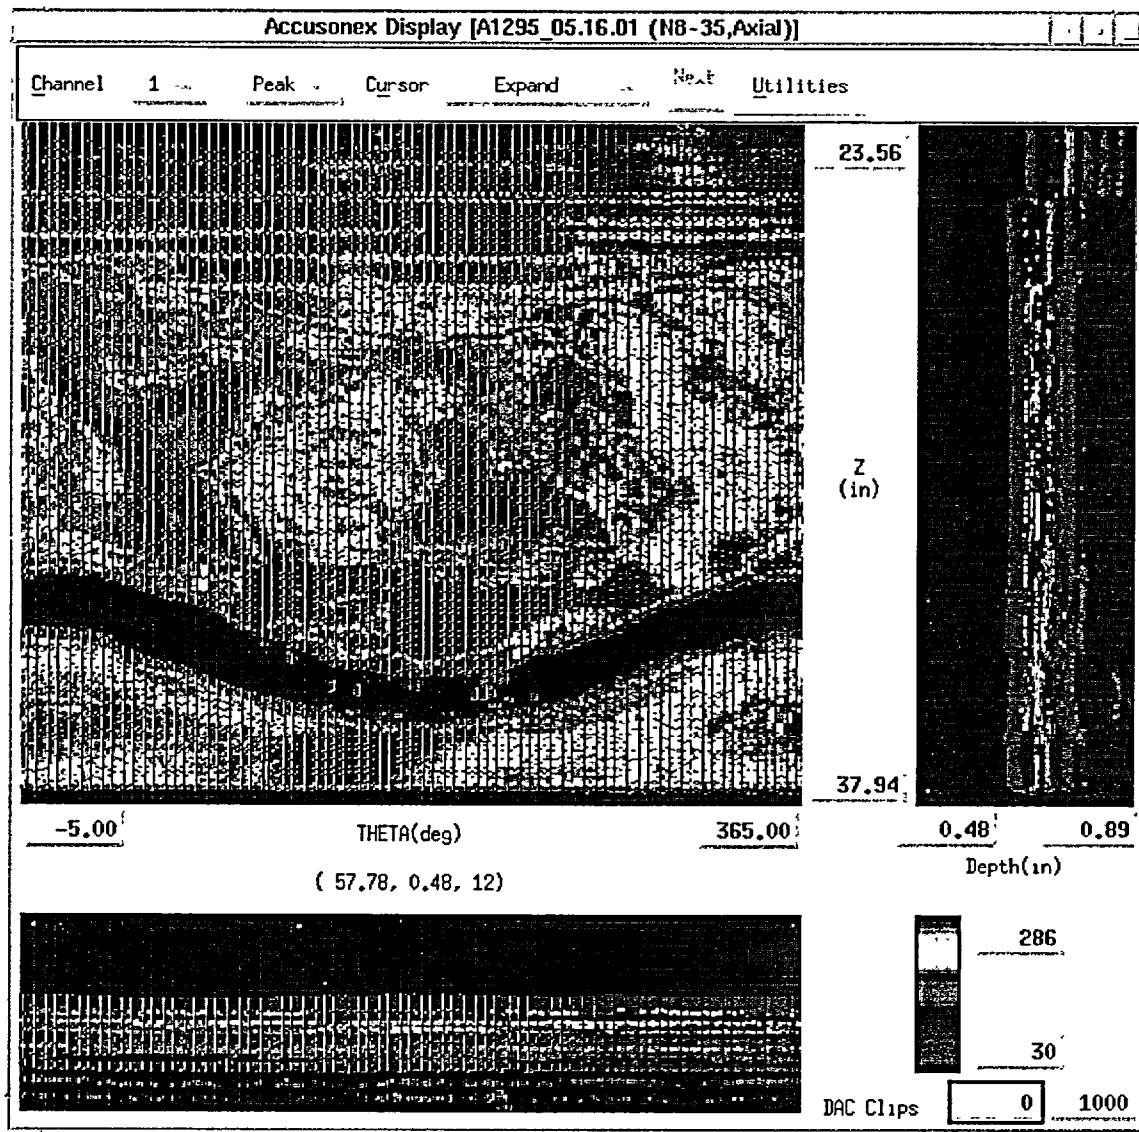 Accusonex Display [A1295_05.16.01 (N8-35,Axial)]
Channel 1 Peak Cursor Expand Next Utilities
23.56
Z
(in)
37.94
-5.00 THETA(deg) 365.00 0.48 0.89
Depth(in)
( 57.78, 0.48, 12)
286
30
DAC Clips 0 1000